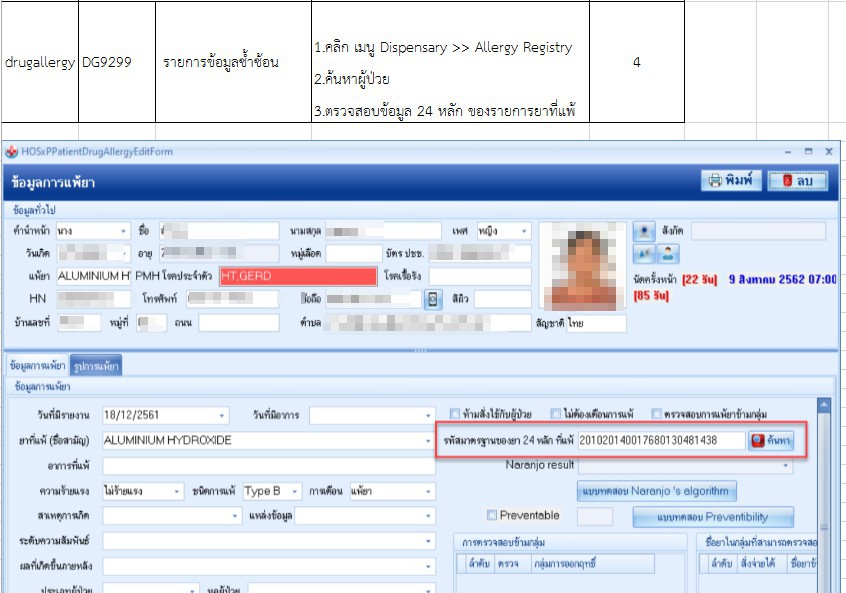 drugallergy DG9299 รายการข้อมูลซ้ำซ้อน 1.คลิก เมนู Dispensary >> Allergy Registry 4
2.ค้นหาผู้ป่วย
3.ตรวจสอบข้อมูล 24 หลัก ของรายการยาที่แพ้
HOSxPPatientDrugAllergyEditForm
ข้อมูลการแพ้ยา พิมพ์ ลบ
ข้อมูลทั่วไป
คำนำหน้า นาง ชื่อ นามสกุล เพศ หญิง สังกัด
วันเกิด อายุ หมู่เลือด บัตร ปชช.
แพ้ยา ALUMINIUM H PMH โรคประจำตัว HT,GERD โรคเรื้อรัง นัดครั้งหน้า [22 วัน] 9 สิงหาคม 2562 07:00
HN โทรศัพท์ มือถือ สีผิว [85 วัน]
บ้านเลขที่ หมู่ที่ ถนน ตำบล สัญชาติ ไทย
ข้อมูลการแพ้ยา รูปการแพ้ยา
ข้อมูลการแพ้ยา
วันที่มีรายงาน 18/12/2561 วันที่มีอาการ ห้ามสั่งใช้กับผู้ป่วย ไม่ต้องเตือนการแพ้ ตรวจสอบการแพ้ยาข้ามกลุ่ม
ยาที่แพ้ (ชื่อสามัญ) ALUMINIUM HYDROXIDE รหัสมาตรฐานของยา 24 หลัก ที่แพ้ 201020140017680130481438 ค้นหา
อาการที่แพ้ Naranjo result
ความร้ายแรง ไม่ร้ายแรง ชนิดการแพ้ Type B การเตือน แพ้ยา แบบทดสอบ Naranjo 's algorithm
สาเหตุการเกิด แหล่งข้อมูล Preventable แบบทดสอบ Preventibility
ระดับความสัมพันธ์ การตรวจสอบข้ามกลุ่ม ชื่อยาในกลุ่มที่สามารถตรวจสอ
ผลที่เกิดขึ้นภายหลัง ลำดับ ตรวจ กลุ่มการออกฤทธิ์ ลำดับ สั่งจ่ายได้ ชื่อยาข้
ประเภทผู้ป่วย